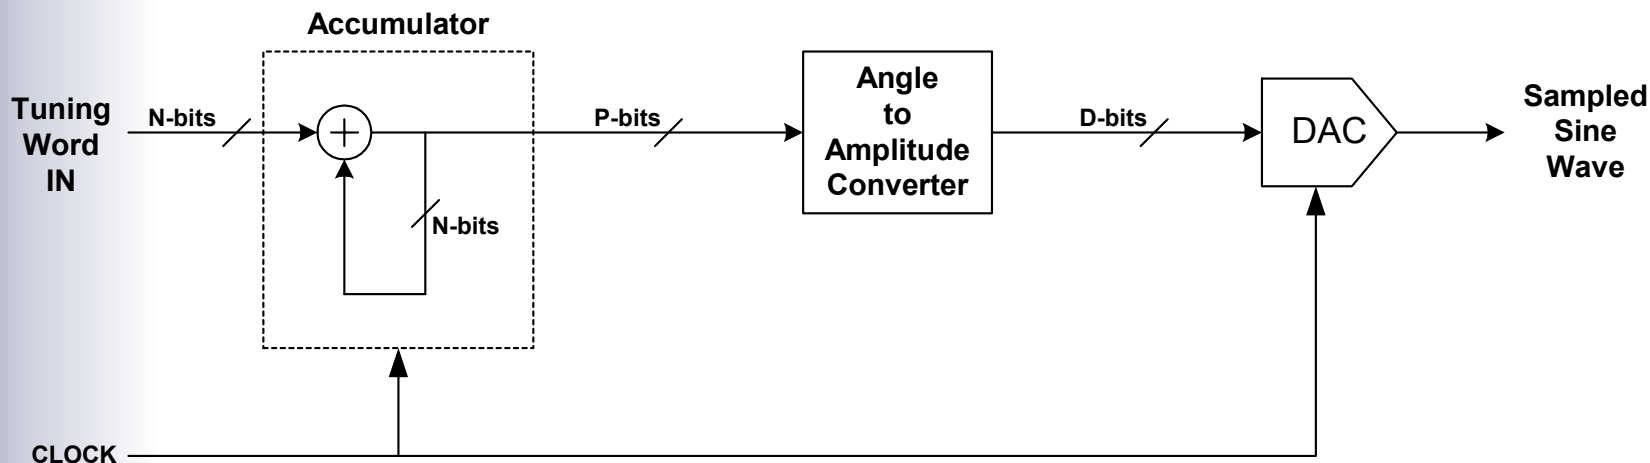 Accumulator
Tuning
Word
IN
N-bits
+
N-bits
P-bits
Angle
to
Amplitude
Converter
D-bits
DAC
Sampled
Sine
Wave
CLOCK